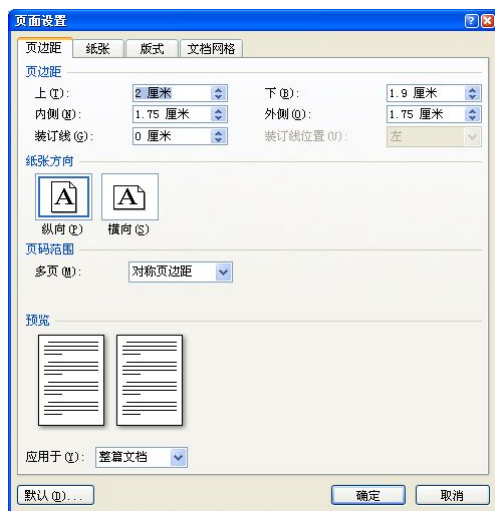 页面设置
页边距 纸张 版式 文档网格
页边距
上(T): 2 厘米 下(B): 1.9 厘米
内侧(N): 1.75 厘米 外侧(O): 1.75 厘米
装订线(G): 0 厘米 装订线位置(U): 左
纸张方向
A A
纵向(P) 横向(S)
页码范围
多页(M): 对称页边距
预览
应用于(Y): 整篇文档
默认(D)... 确定 取消